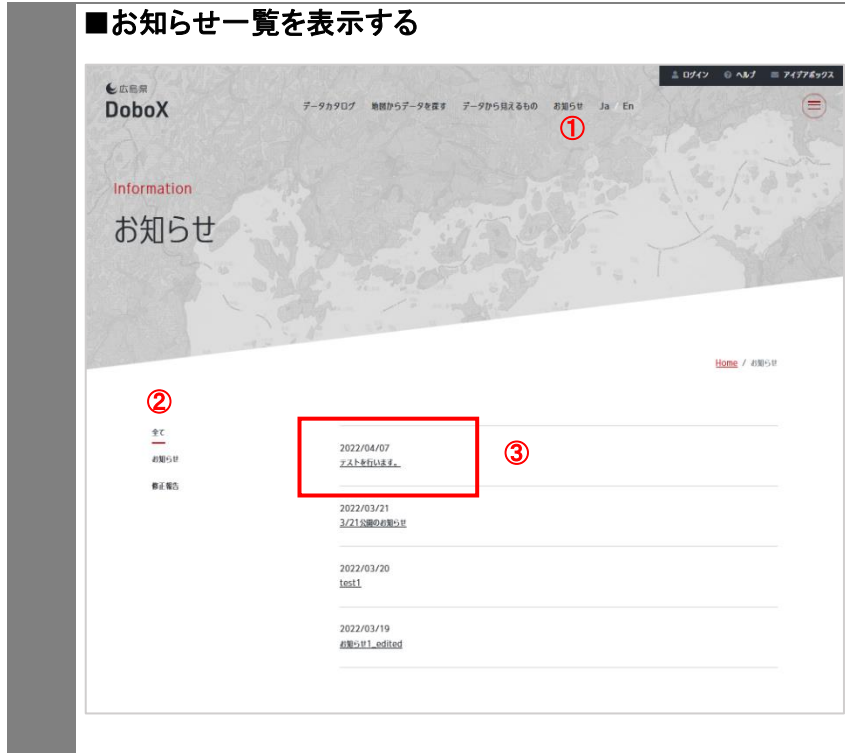 ■お知らせ一覧を表示する
ログイン ヘルプ アイデアボックス
広島県
DoboX
データカタログ 地図からデータを探す データから見えるもの お知らせ Ja / En
①
Information
お知らせ
Home / お知らせ
②
全て
お知らせ
修正報告
2022/04/07
テストを行います。
③
2022/03/21
3/21公開のお知らせ
2022/03/20
test1
2022/03/19
お知らせ1_edited